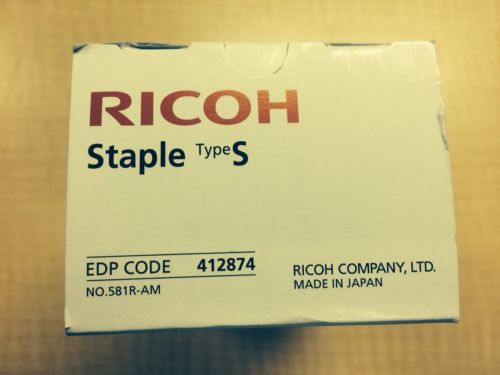 RICOH
Staple Type S
EDP CODE 412874
NO.581R-AM
RICOH COMPANY, LTD.
MADE IN JAPAN